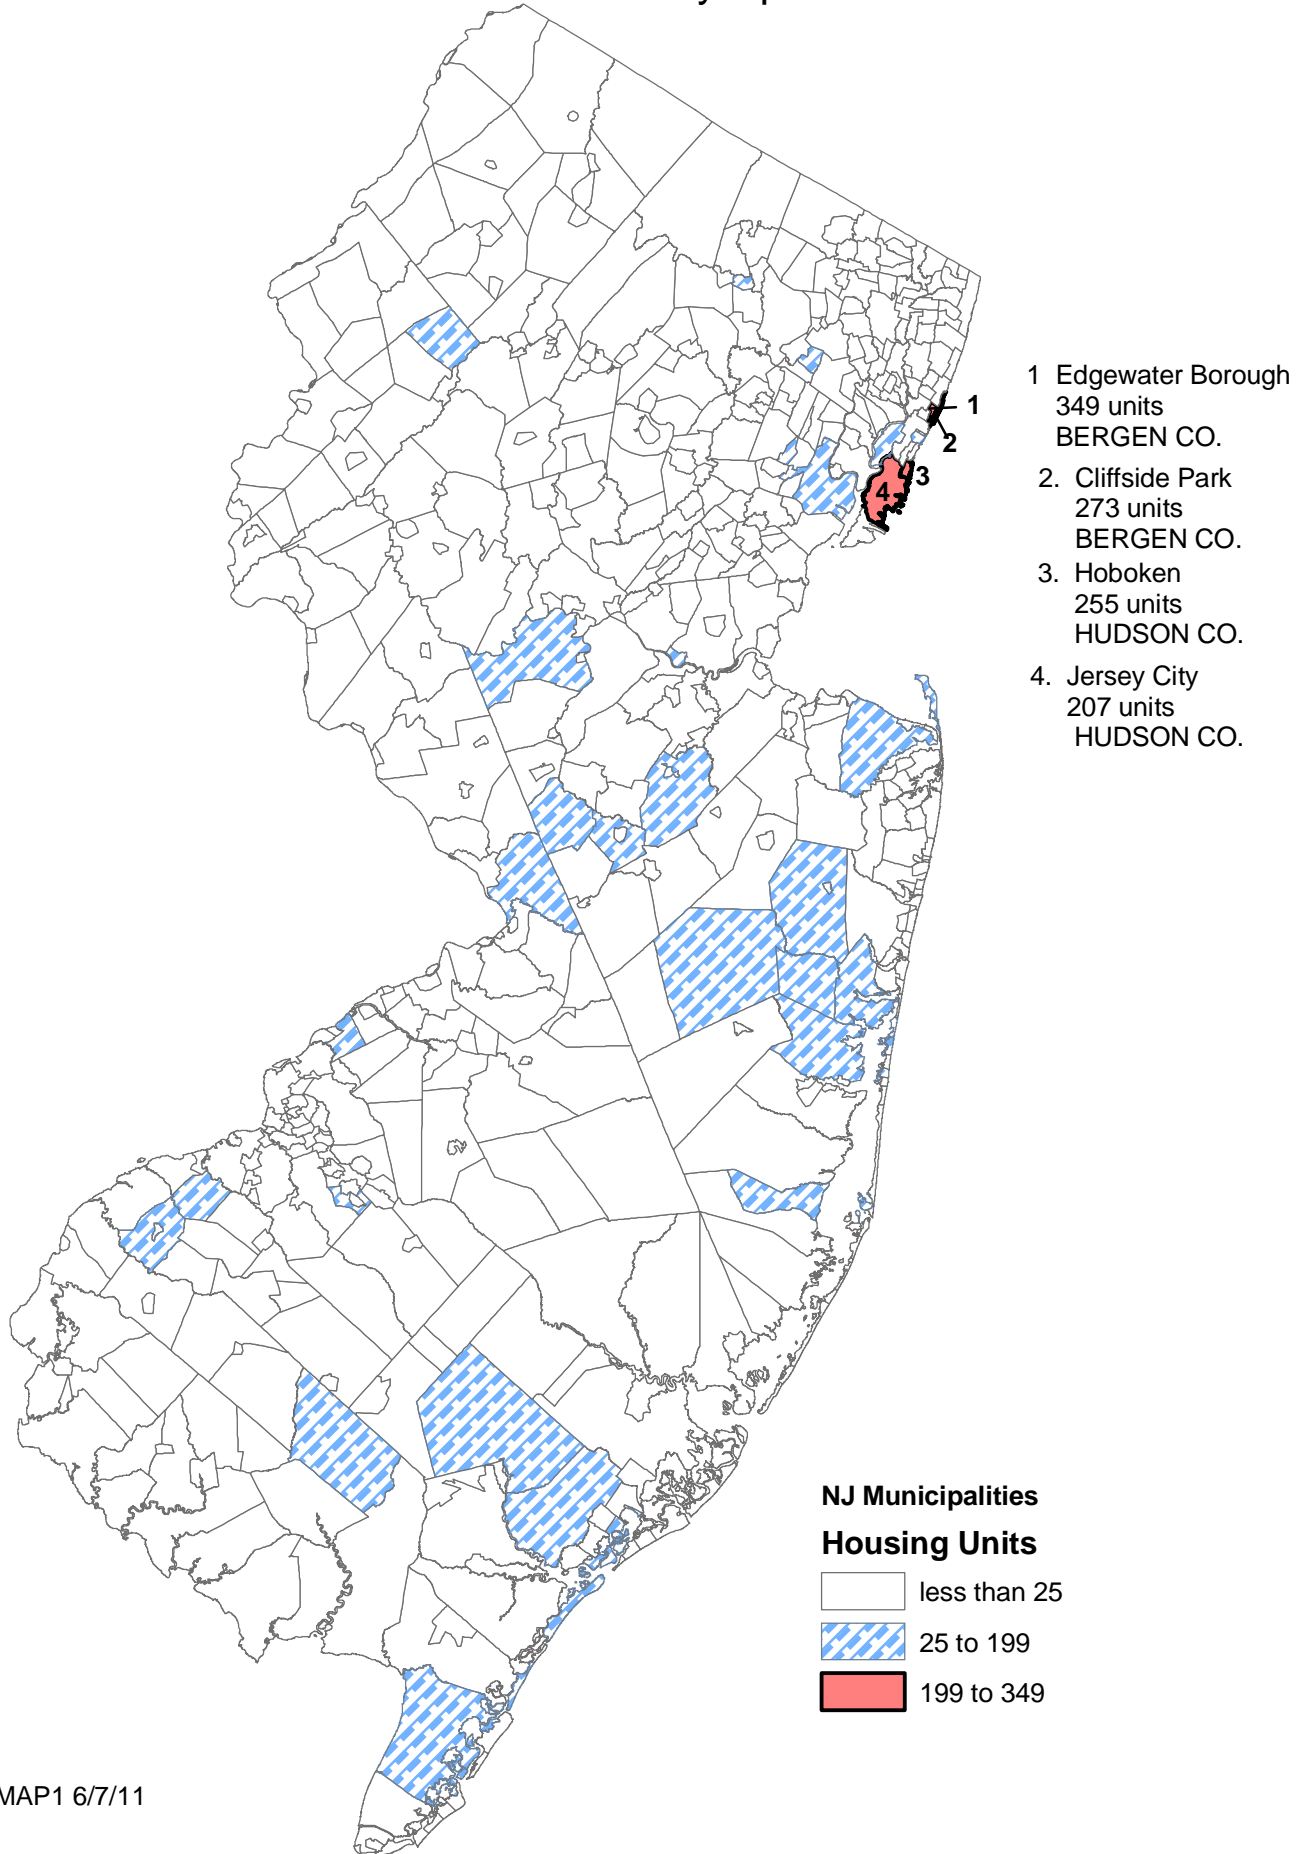 1
2
3
4
1 Edgewater Borough
349 units
BERGEN CO.
2. Cliffside Park
273 units
BERGEN CO.
3. Hoboken
255 units
HUDSON CO.
4. Jersey City
207 units
HUDSON CO.
NJ Municipalities
Housing Units
less than 25
25 to 199
199 to 349
MAP1 6/7/11